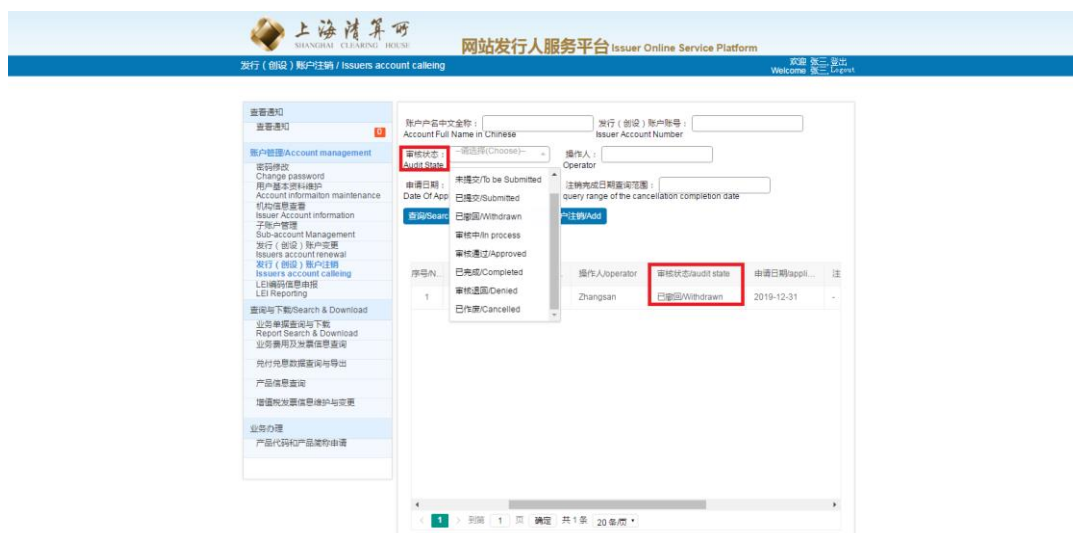 上海清算所
SHANGHAI CLEARING HOUSE
网站发行人服务平台 Issuer Online Service Platform
发行（创设）账户注销 / Issuers account calleing
欢迎 张三 登出
Welcome 张三 Logout
查看通知
查看通知 0
账户管理/Account management
密码修改
Change password
用户基本资料维护
Account informaiton maintenance
机构信息查看
Issuer Account information
子账户管理
Sub-account Management
发行（创设）账户变更
Issuers account renewal
发行（创设）账户注销
Issuers account calleing
LEI编码信息申报
LEI Reporting
查询与下载/Search & Download
业务单据查询与下载
Report Search & Download
业务费用及发票信息查询
兑付兑息数据查询与导出
产品信息查询
增值税发票信息维护与变更
业务办理
产品代码和产品简称申请
账户户名中文全称：
Account Full Name in Chinese
发行（创设）账户账号：
Issuer Account Number
审核状态：
Audit State
--请选择(Choose)--
操作人：
Operator
申请日期：
Date Of App
注销完成日期查询范围：
query range of the cancellation completion date
查询/Searc
户注销/Add
未提交/To be Submitted
已提交/Submitted
已撤回/Withdrawn
审核中/In process
审核通过/Approved
已完成/Completed
审核退回/Denied
已作废/Cancelled
序号/N... 操作人/operator 审核状态/audit state 申请日期/appli... 注
1 Zhangsan 已撤回/Withdrawn 2019-12-31 -
1 到第 1 页 确定 共 1 条 20 条/页